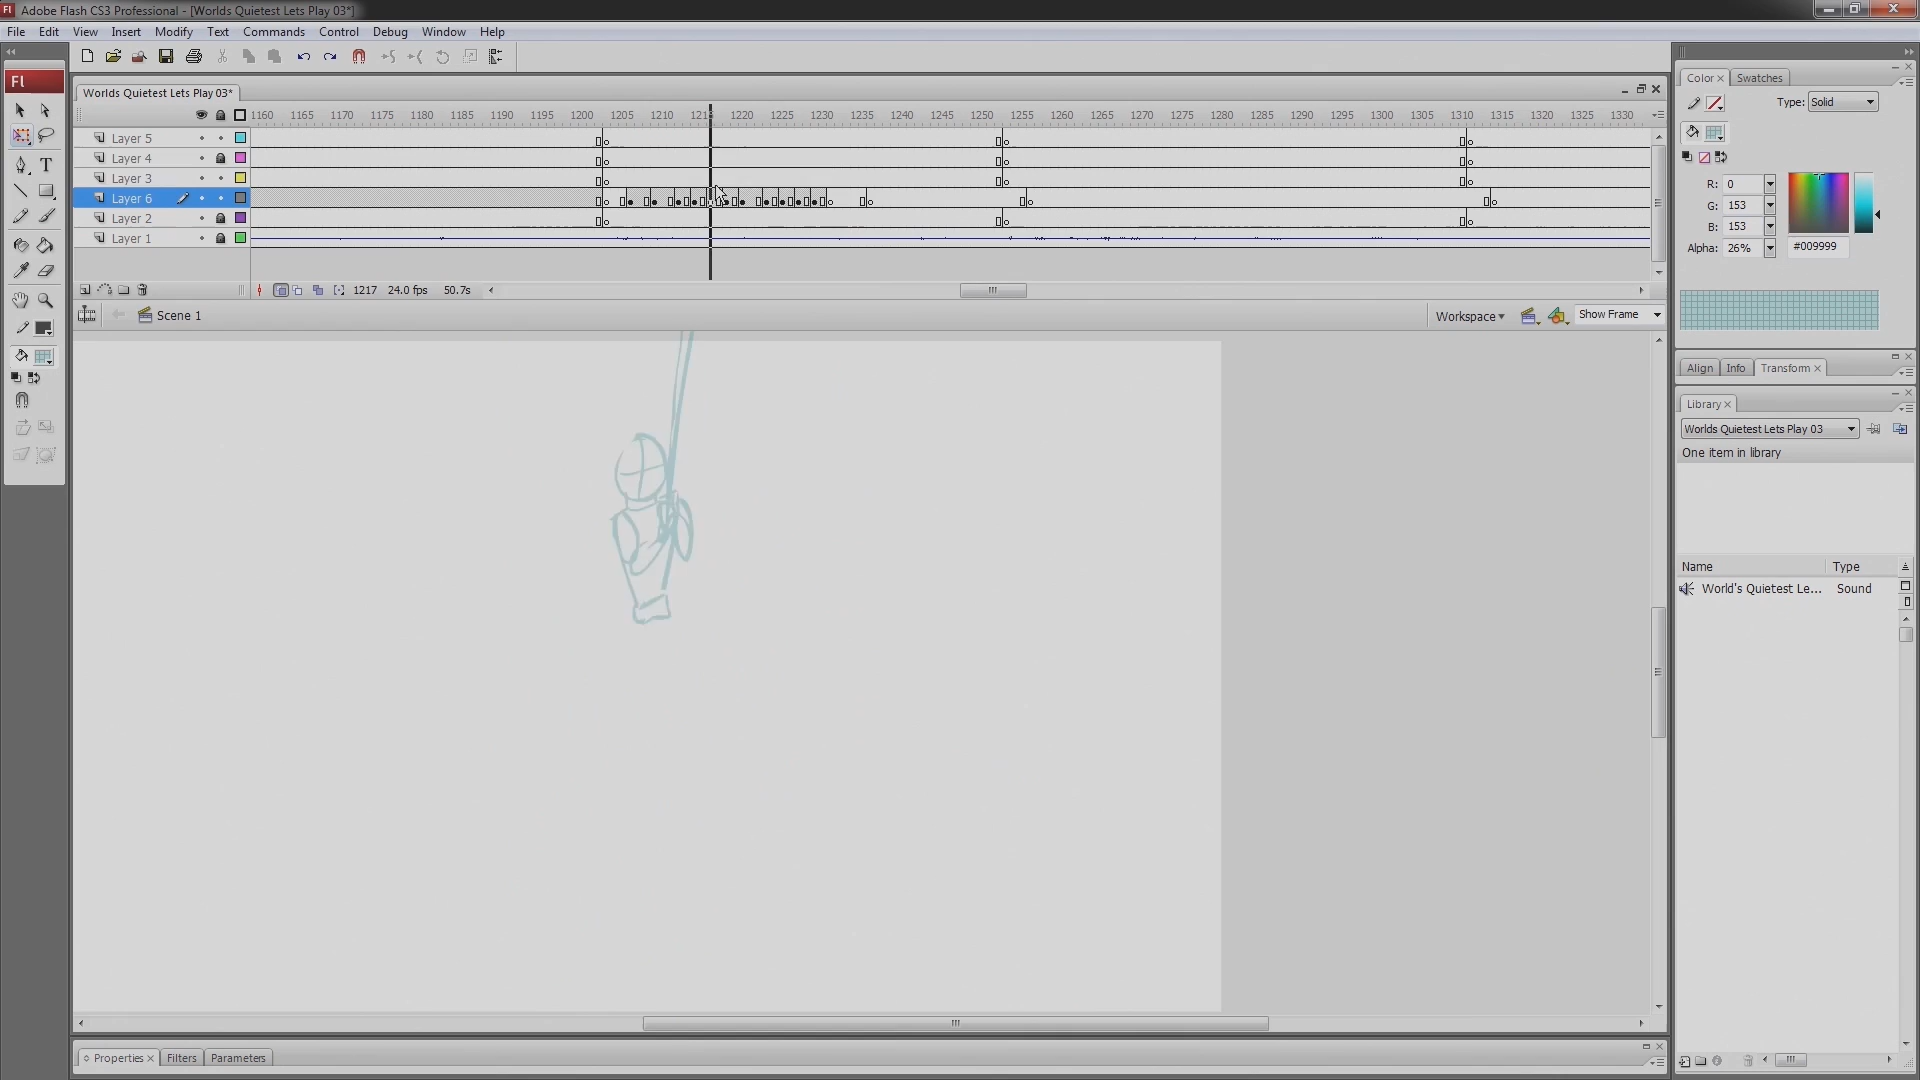 Fl Adobe Flash CS3 Professional - [Worlds Quietest Lets Play 03*]
File Edit View Insert Modify Text Commands Control Debug Window Help
Fl
Worlds Quietest Lets Play 03*
1160 1165 1170 1175 1180 1185 1190 1195 1200 1205 1210 1220 1225 1230 1235 1240 1245 1250 1255 1260 1265 1270 1275 1280 1285 1290 1295 1300 1305 1310 1315 1320 1325 1330
Layer 5
Layer 4
Layer 3
Layer 6
Layer 2
Layer 1
1217 24.0 fps 50.7s
Scene 1
Workspace
Show Frame
Color Swatches
Type: Solid
R: 0
G: 153
B: 153
Alpha: 26% #009999
Align Info Transform
Library
Worlds Quietest Lets Play 03
One item in library
Name Type
World's Quietest Le... Sound
Properties Filters Parameters